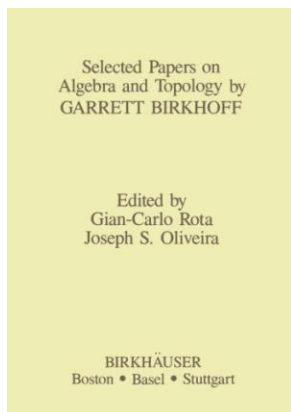 Selected Papers on
Algebra and Topology by
GARRETT BIRKHOFF
Edited by
Gian-Carlo Rota
Joseph S. Oliveira
BIRKHÄUSER
Boston • Basel • Stuttgart